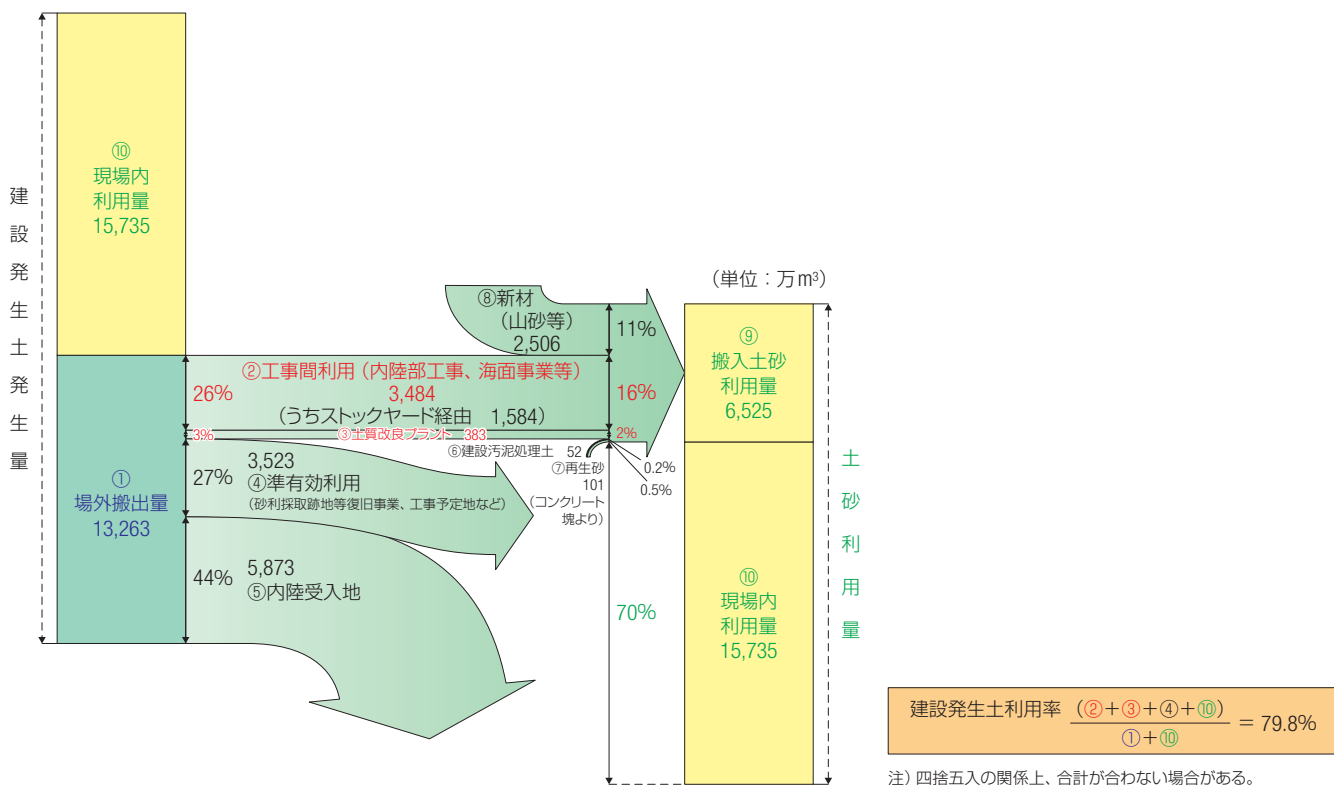 建設発生土発生量
⑩
現場内
利用量
15,735
①
場外搬出量
13,263
⑧新材
(山砂等)
2,506
11%
26%
②工事間利用(内陸部工事、海面事業等)
3,484
(うちストックヤード経由 1,584)
16%
3%
③土質改良プラント 383
2%
⑥建設汚泥処理土 52
0.2%
⑦再生砂
101
(コンクリート
塊より)
0.5%
27%
3,523
④準有効利用
(砂利採取跡地等復旧事業、工事予定地など)
44%
5,873
⑤内陸受入地
70%
(単位:万m³)
⑨
搬入土砂
利用量
6,525
⑩
現場内
利用量
15,735
土砂利用量
建設発生土利用率 (②+③+④+⑩) / ①+⑩ = 79.8%
注)四捨五入の関係上、合計が合わない場合がある。